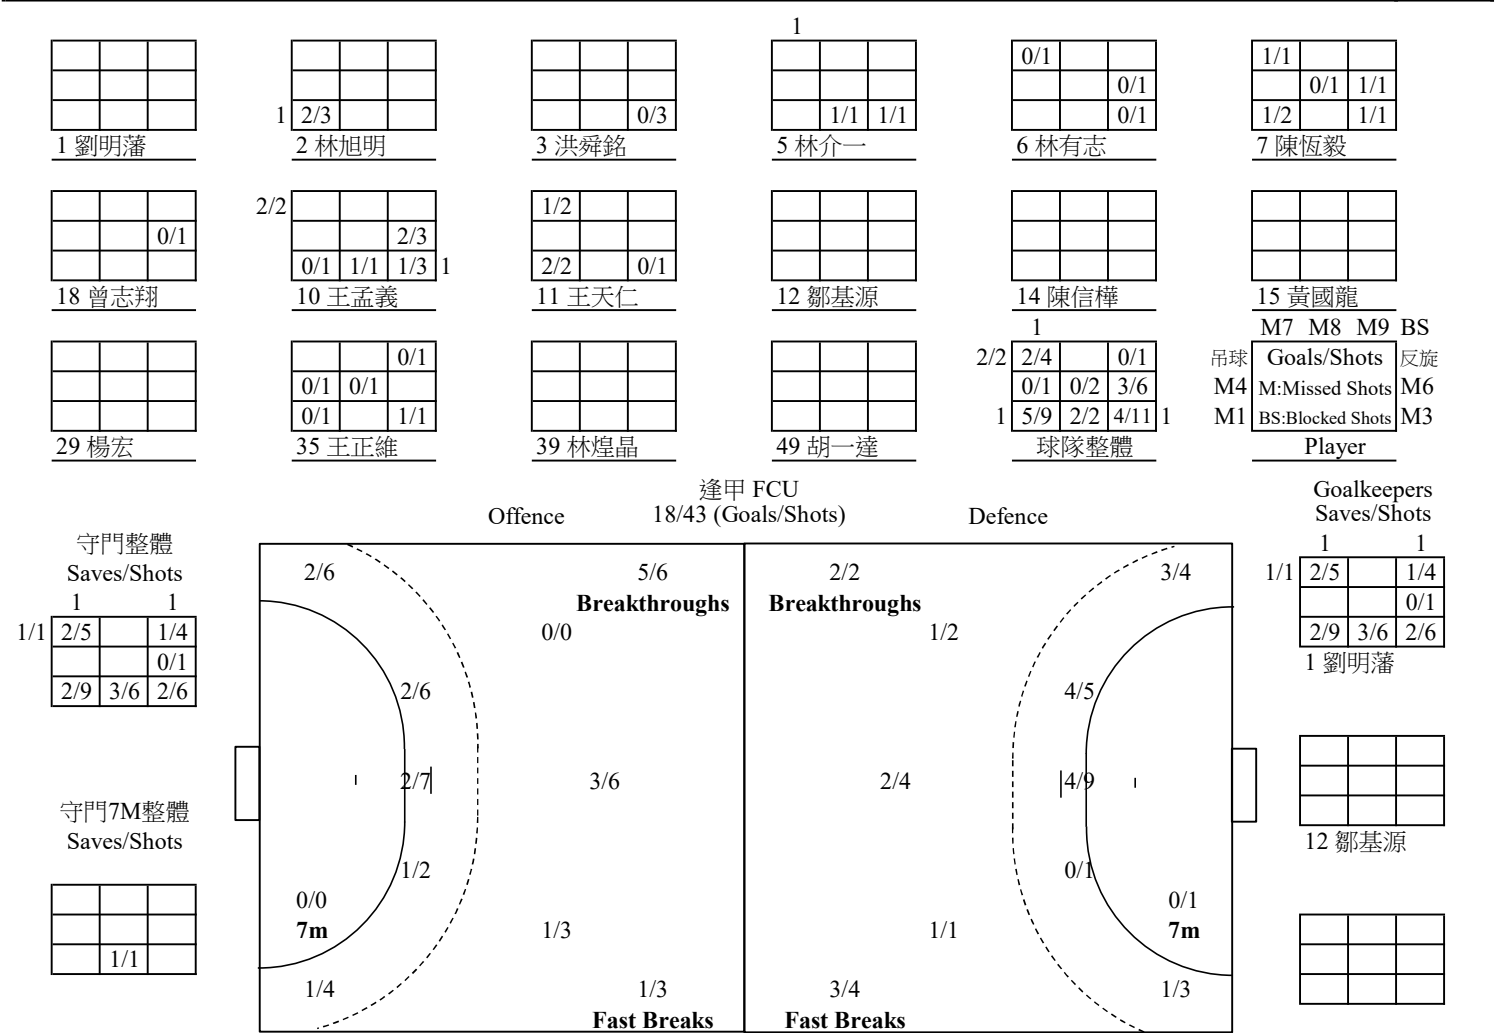 1
0/1 1/1
0/1 0/1 1/1
1 2/3 0/3 1/1 1/1 0/1 1/2 1/1
1 劉明藩 2 林旭明 3 洪舜銘 5 林介一 6 林有志 7 陳恆毅
2/2 1/2
0/1 2/3
0/1 1/1 1/3 1 2/2 0/1
18 曾志翔 10 王孟義 11 王天仁 12 鄒基源 14 陳信樺 15 黃國龍
1 M7 M8 M9 BS
0/1 2/2 2/4 0/1 吊球 Goals/Shots 反旋
0/1 0/1 0/1 0/2 3/6 M4 M:Missed Shots M6
0/1 1/1 1 5/9 2/2 4/11 1 M1 BS:Blocked Shots M3
29 楊宏 35 王正維 39 林煌晶 49 胡一達 球隊整體 Player
逢甲 FCU
Offence 18/43 (Goals/Shots) Defence
Goalkeepers
Saves/Shots
守門整體
Saves/Shots
1 1
1/1 2/5 1/4
0/1
2/9 3/6 2/6
守門7M整體
Saves/Shots
1/1
2/6 5/6
Breakthroughs
0/0
2/6
2/7 3/6
1/2
0/0
7m 1/3
1/4 1/3
Fast Breaks
2/2 3/4
Breakthroughs
1/2
4/5
2/4 4/9
0/1
0/1
1/1 7m
3/4 1/3
Fast Breaks
1 1
1/1 2/5 1/4
0/1
2/9 3/6 2/6
1 劉明藩
12 鄒基源